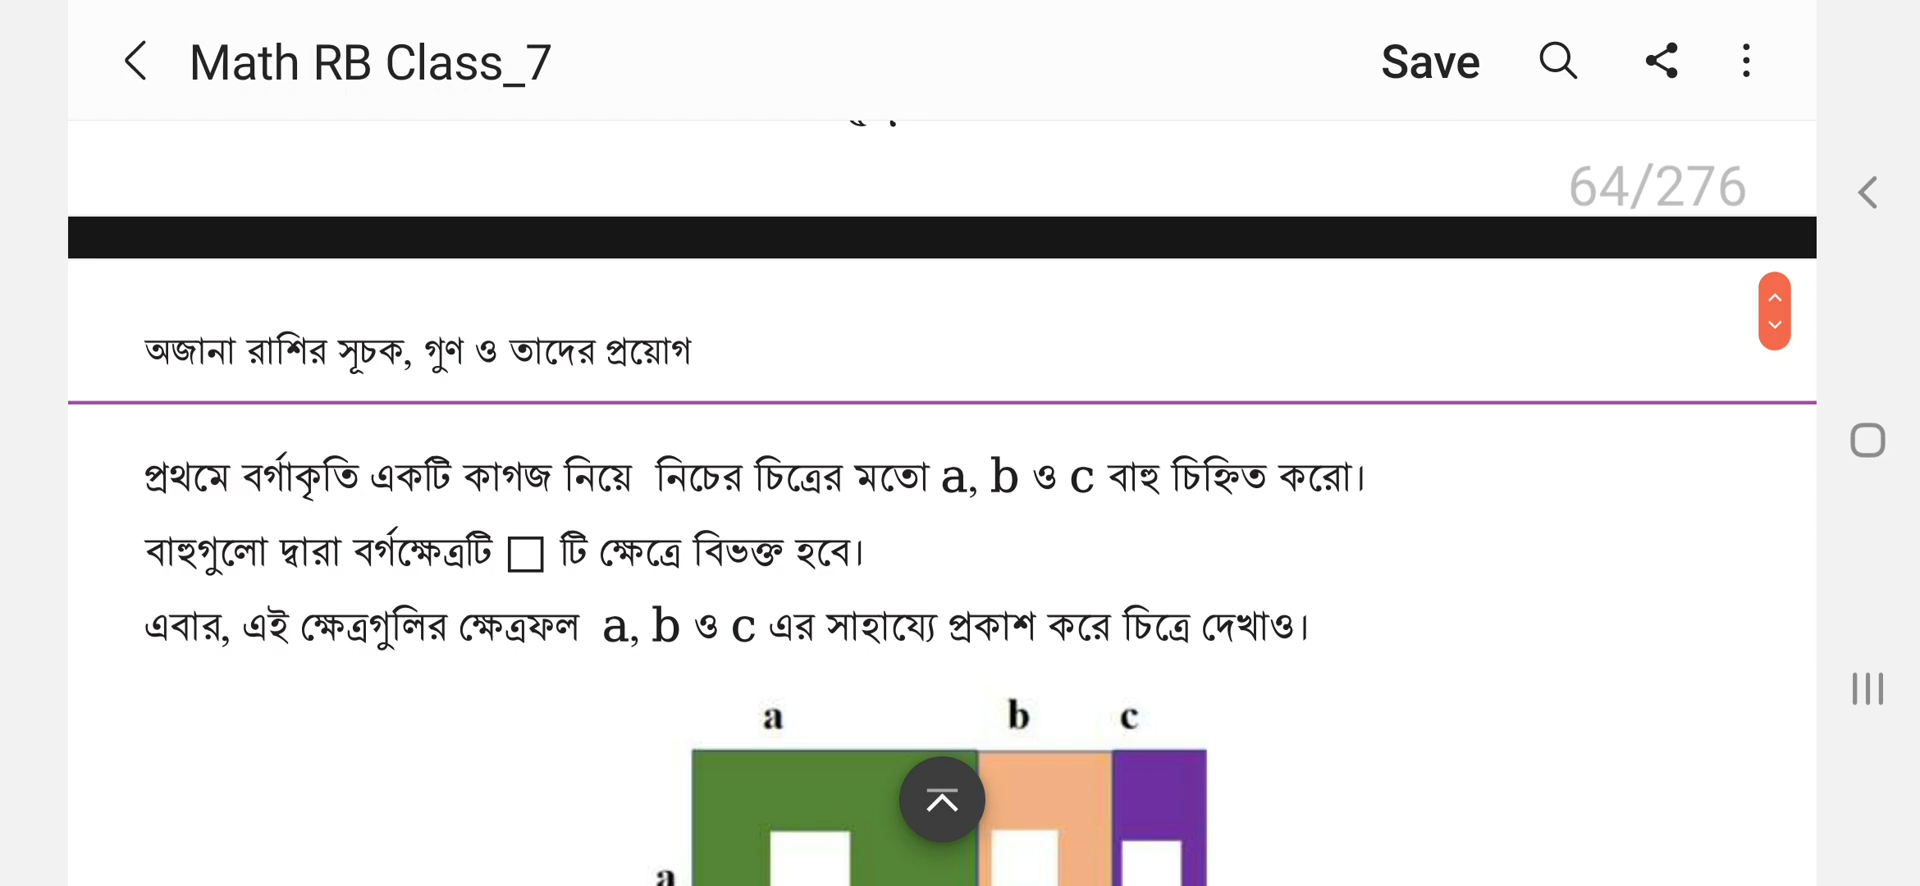 Math RB Class_7
Save
64/276
অজানা রাশির সূচক, গুণ ও তাদের প্রয়োগ
প্রথমে বর্গাকৃতি একটি কাগজ নিয়ে নিচের চিত্রের মতো a, b ও c বাহু চিহ্নিত করো।
বাহুগুলো দ্বারা বর্গক্ষেত্রটি □ টি ক্ষেত্রে বিভক্ত হবে।
এবার, এই ক্ষেত্রগুলির ক্ষেত্রফল a, b ও c এর সাহায্যে প্রকাশ করে চিত্রে দেখাও।
a b c
a